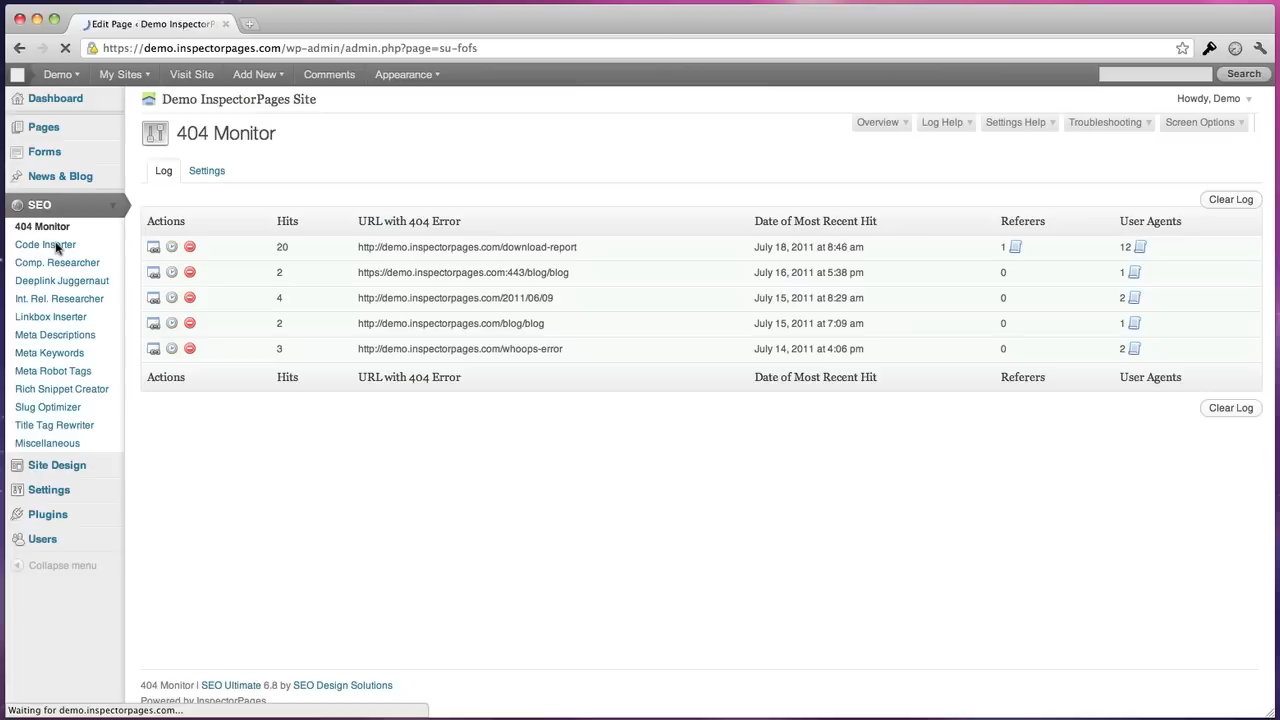 Edit Page ‹ Demo InspectorP
https://demo.inspectorpages.com/wp-admin/admin.php?page=su-fofs
Demo My Sites Visit Site Add New Comments Appearance Search
Dashboard
Pages
Forms
News & Blog
SEO
404 Monitor
Code Inserter
Comp. Researcher
Deeplink Juggernaut
Int. Rel. Researcher
Linkbox Inserter
Meta Descriptions
Meta Keywords
Meta Robot Tags
Rich Snippet Creator
Slug Optimizer
Title Tag Rewriter
Miscellaneous
Site Design
Settings
Plugins
Users
Collapse menu
Demo InspectorPages Site
Howdy, Demo
404 Monitor
Overview Log Help Settings Help Troubleshooting Screen Options
Log Settings
Clear Log
Actions Hits URL with 404 Error Date of Most Recent Hit Referers User Agents
20 http://demo.inspectorpages.com/download-report July 18, 2011 at 8:46 am 1 12
2 https://demo.inspectorpages.com:443/blog/blog July 16, 2011 at 5:38 pm 0 1
4 http://demo.inspectorpages.com/2011/06/09 July 15, 2011 at 8:29 am 0 2
2 http://demo.inspectorpages.com/blog/blog July 15, 2011 at 7:09 am 0 1
3 http://demo.inspectorpages.com/whoops-error July 14, 2011 at 4:06 pm 0 2
Actions Hits URL with 404 Error Date of Most Recent Hit Referers User Agents
Clear Log
404 Monitor | SEO Ultimate 6.8 by SEO Design Solutions
Powered by InspectorPages
Waiting for demo.inspectorpages.com...